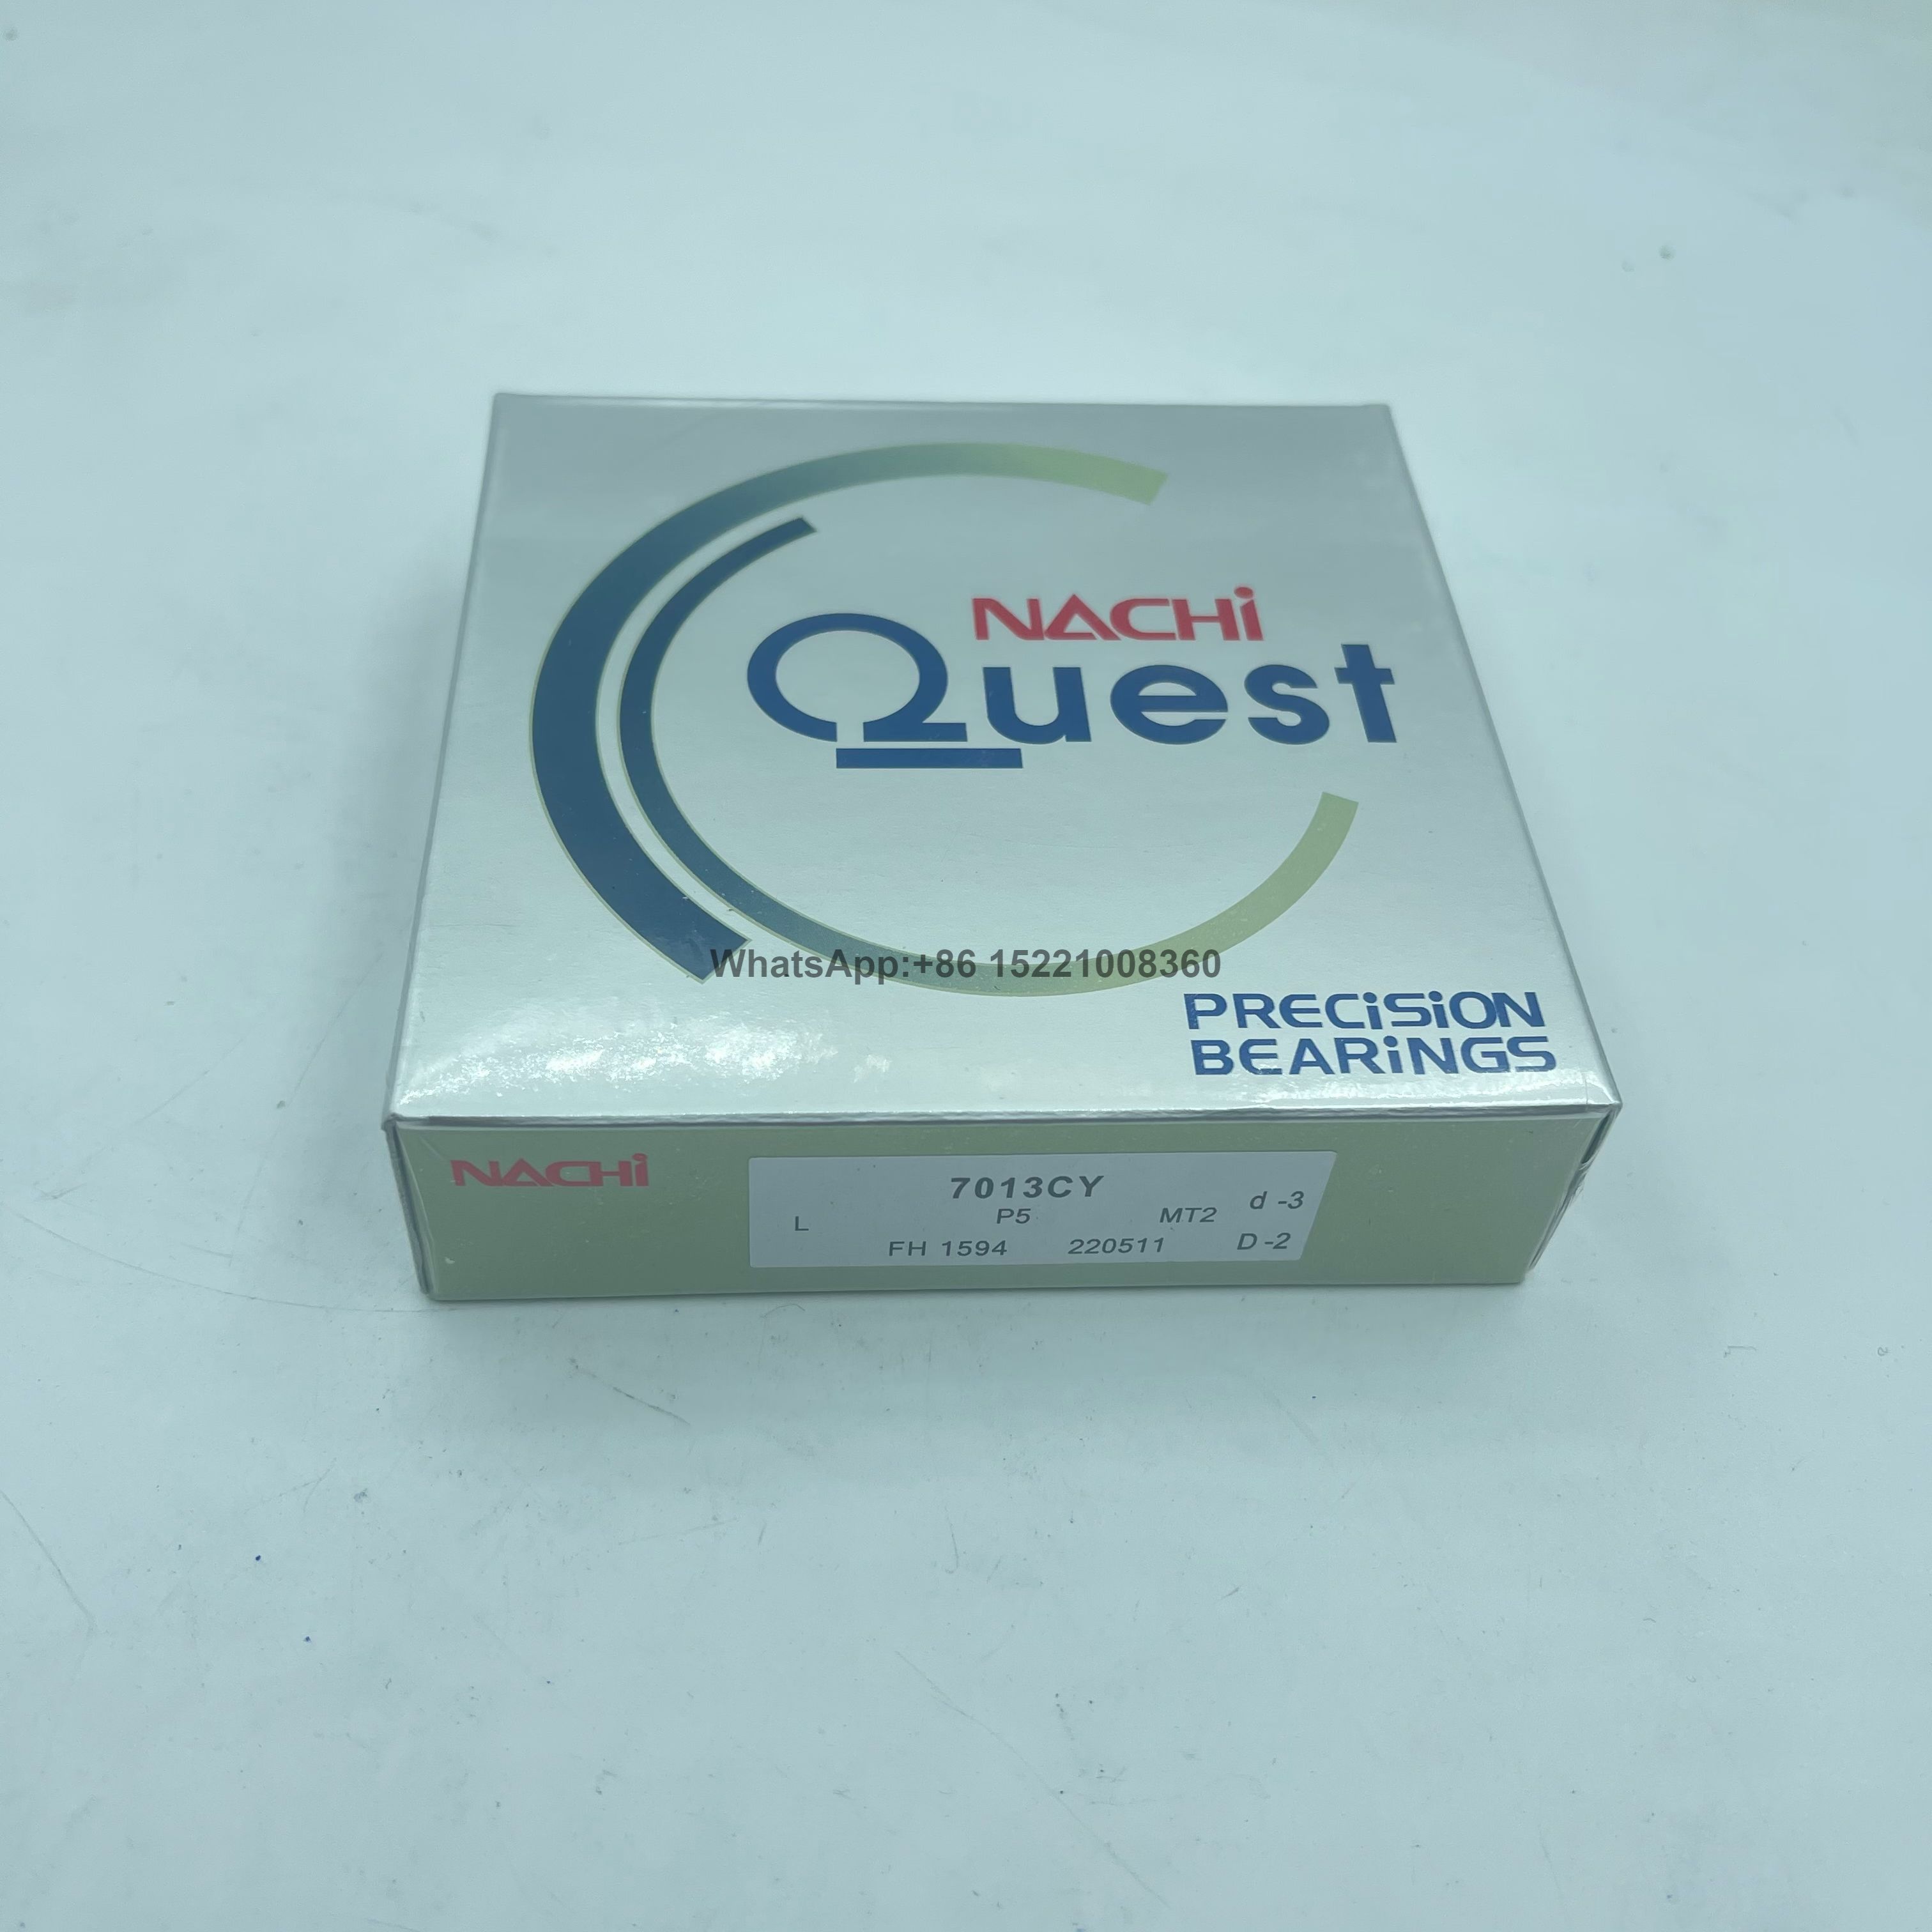 NACHi
Quest
WhatsApp:+86 15221008360
PRECiSiON
BEARiNGS
NACHi
7013CY
L P5 MT2 d -3
FH 1594 220511 D -2